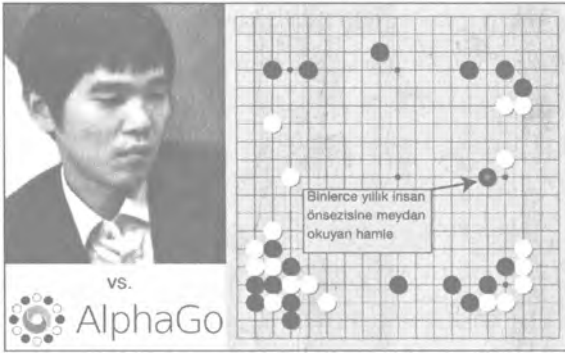 Binlerce yıllık insan
önsezisine meydan
okuyan hamle
vs.
AlphaGo